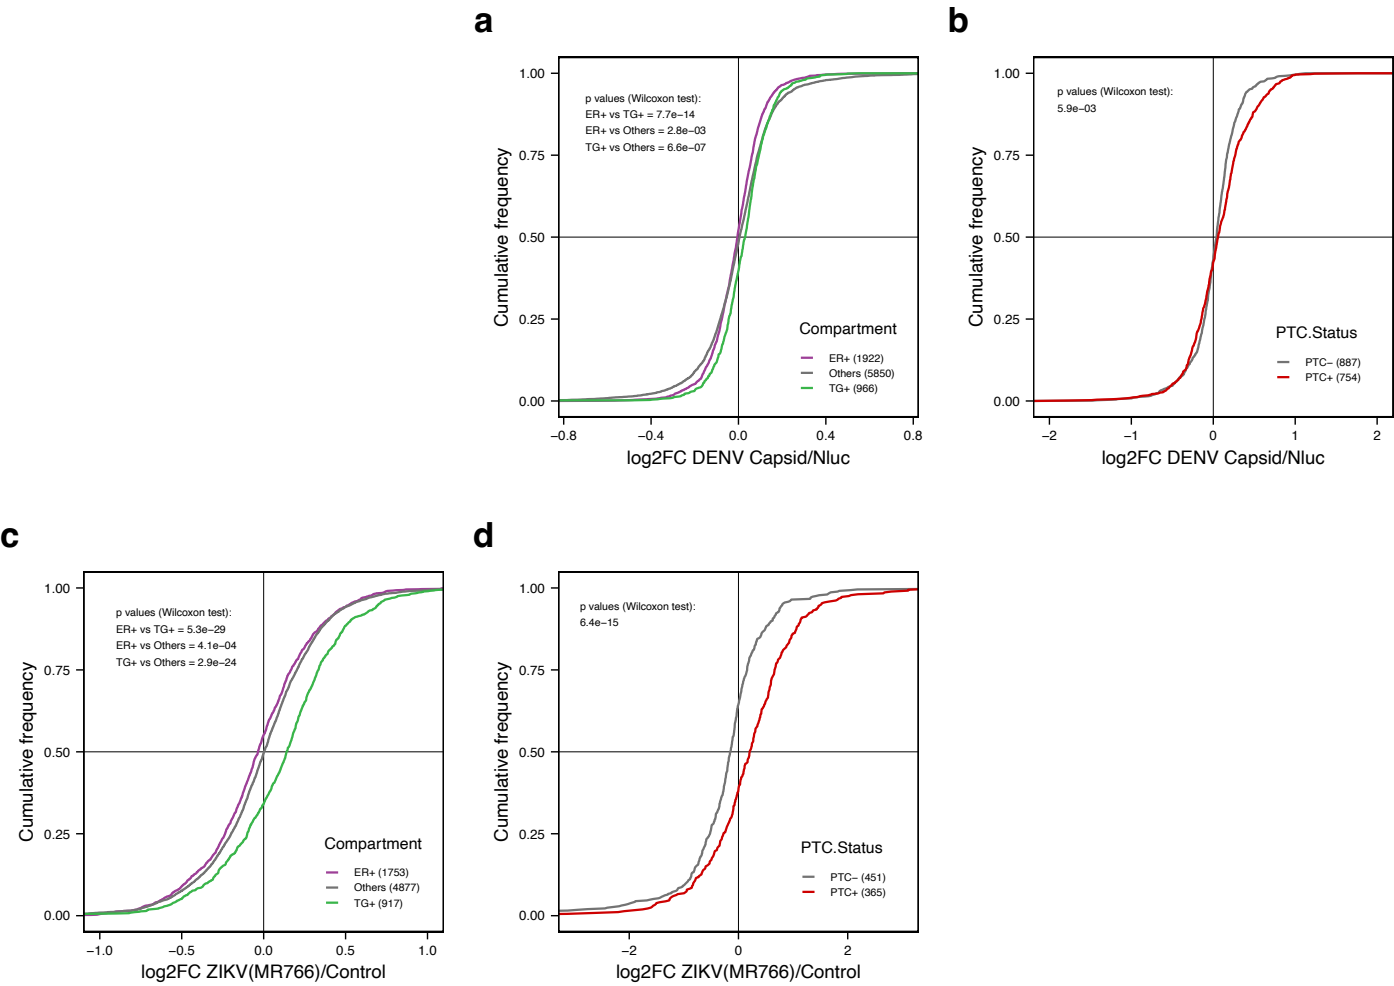 a
p values (Wilcoxon test):
ER+ vs TG+ = 7.7e−14
ER+ vs Others = 2.8e−03
TG+ vs Others = 6.6e−07
1.00
0.75
0.50
0.25
0.00
Cumulative frequency
Compartment
ER+ (1922)
Others (5850)
TG+ (966)
−0.8 −0.4 0.0 0.4 0.8
log2FC DENV Capsid/Nluc
b
p values (Wilcoxon test):
5.9e−03
1.00
0.75
0.50
0.25
0.00
Cumulative frequency
PTC.Status
PTC− (887)
PTC+ (754)
−2 −1 0 1 2
log2FC DENV Capsid/Nluc
c
p values (Wilcoxon test):
ER+ vs TG+ = 5.3e−29
ER+ vs Others = 4.1e−04
TG+ vs Others = 2.9e−24
1.00
0.75
0.50
0.25
0.00
Cumulative frequency
Compartment
ER+ (1753)
Others (4877)
TG+ (917)
−1.0 −0.5 0.0 0.5 1.0
log2FC ZIKV(MR766)/Control
d
p values (Wilcoxon test):
6.4e−15
1.00
0.75
0.50
0.25
0.00
Cumulative frequency
PTC.Status
PTC− (451)
PTC+ (365)
−2 0 2
log2FC ZIKV(MR766)/Control